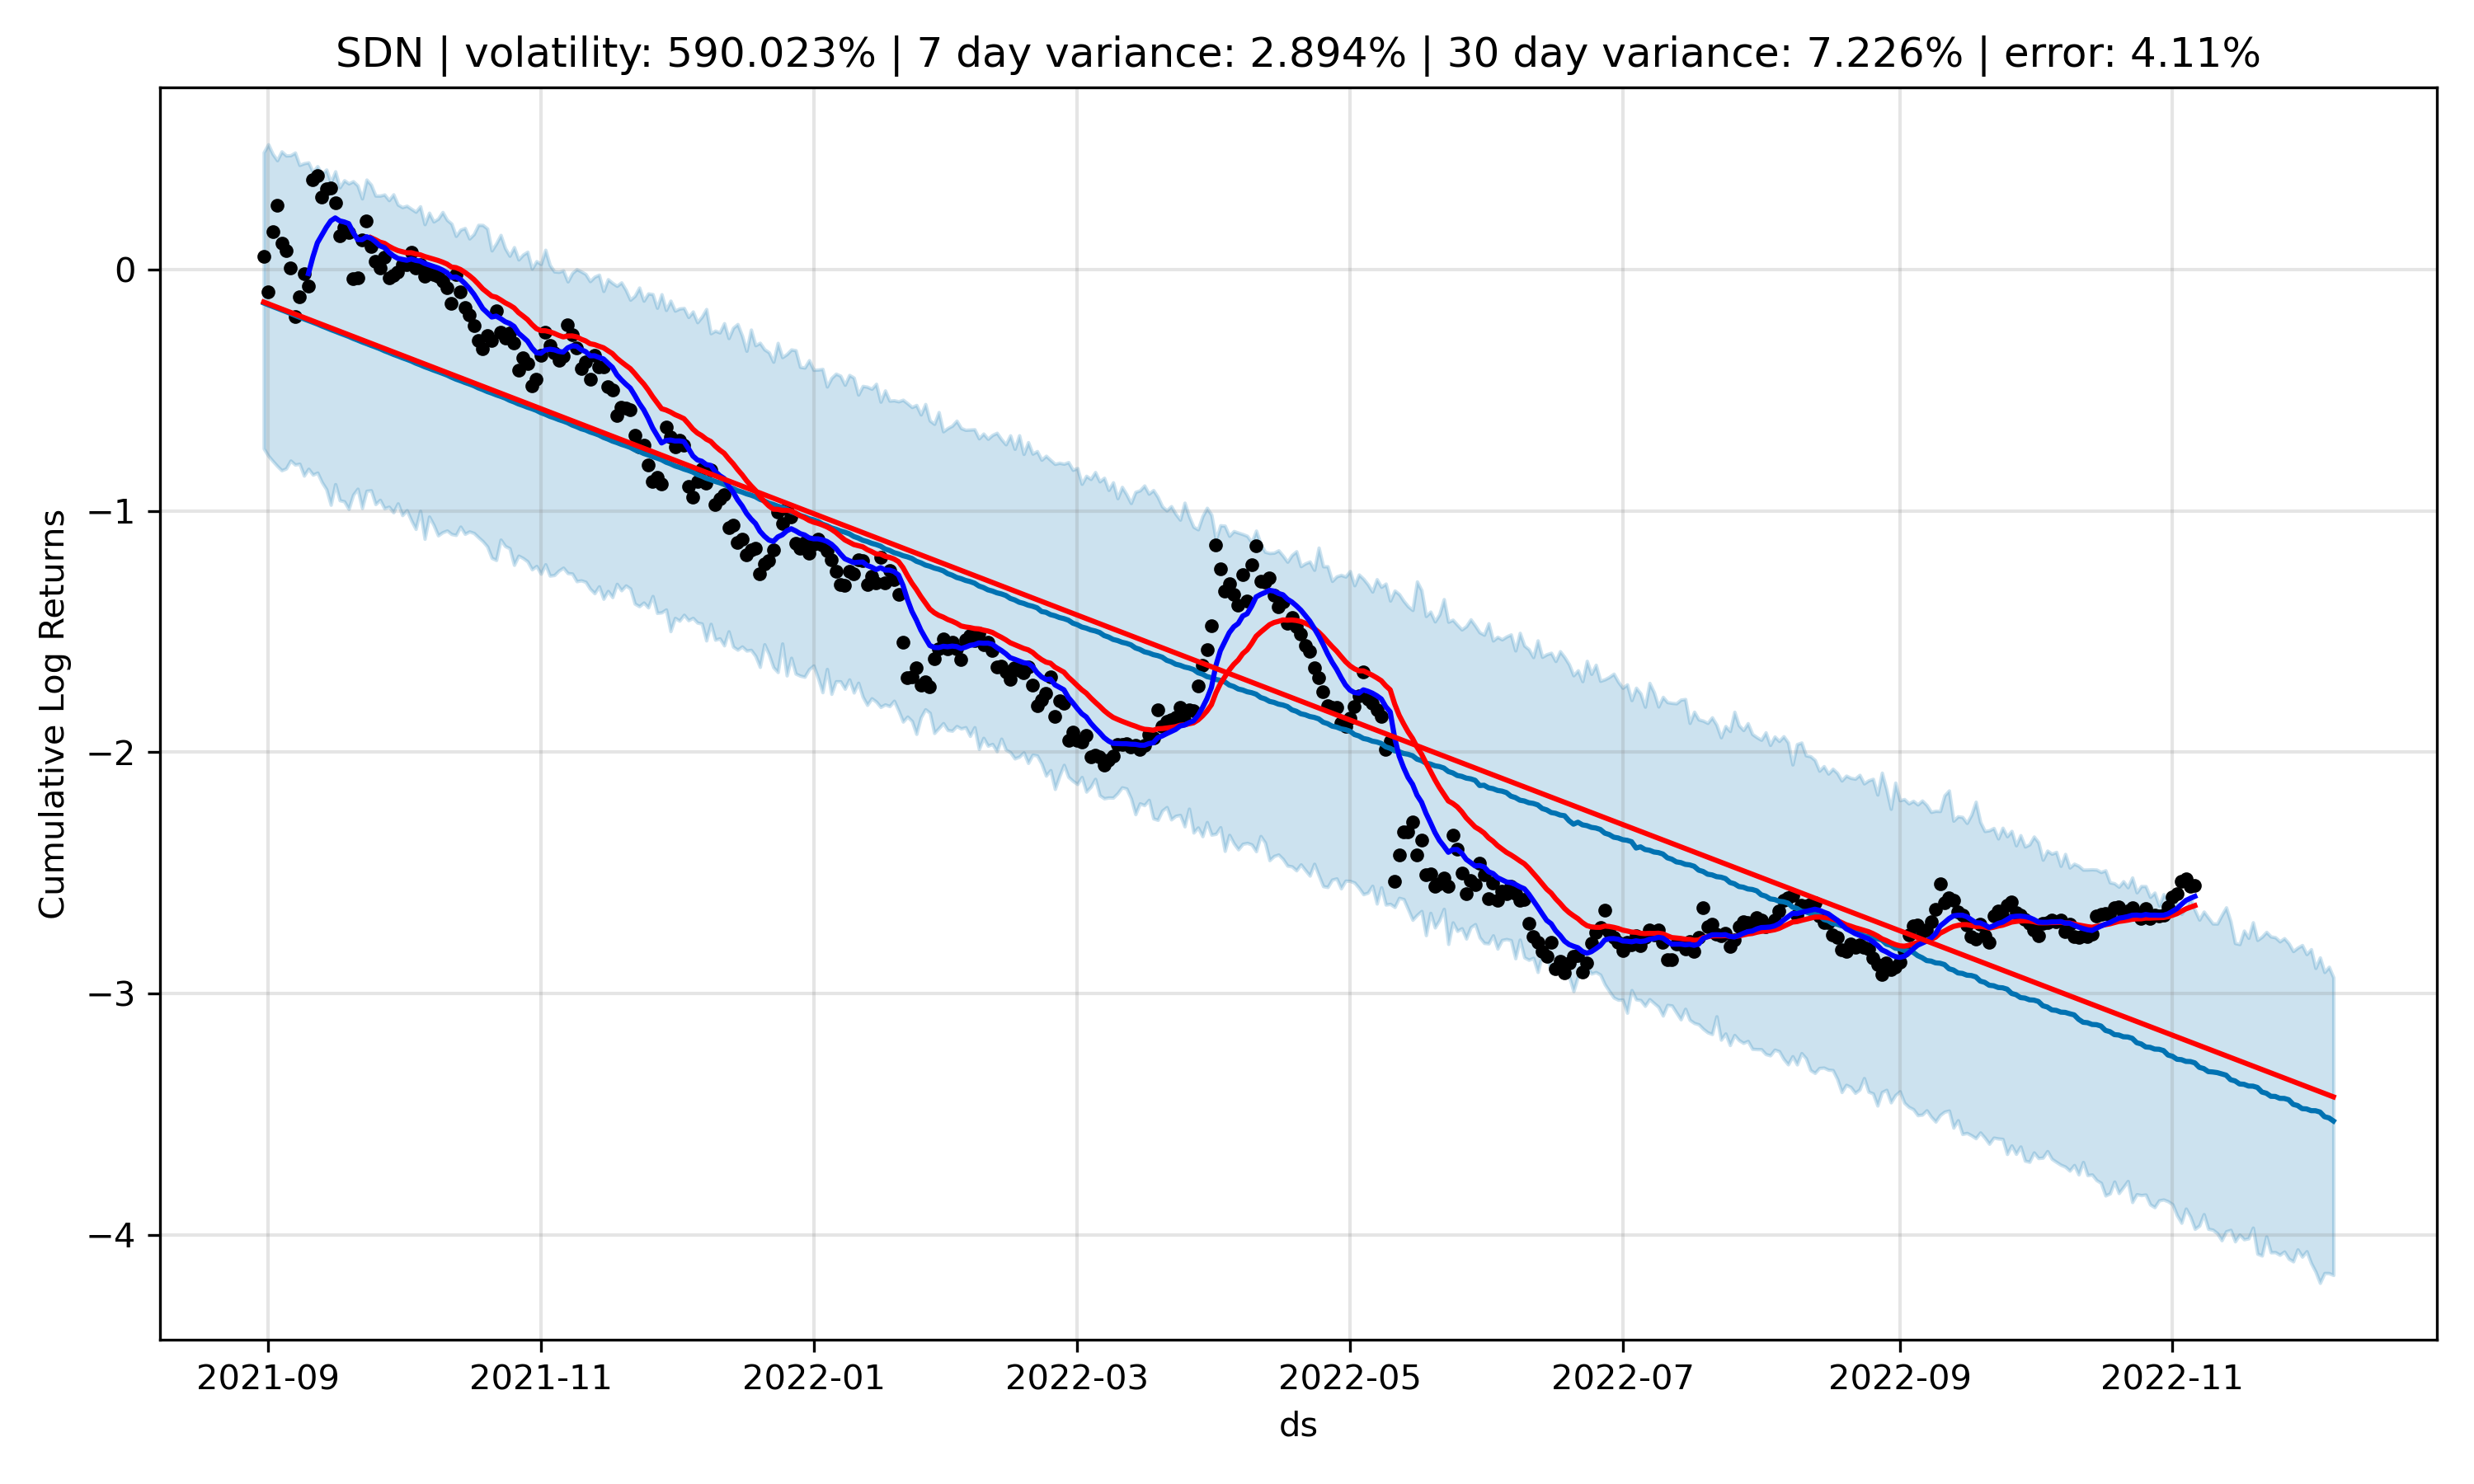 SDN | volatility: 590.023% | 7 day variance: 2.894% | 30 day variance: 7.226% | error: 4.11%
Cumulative Log Returns
0
−1
−2
−3
−4
2021-09 2021-11 2022-01 2022-03 2022-05 2022-07 2022-09 2022-11
ds